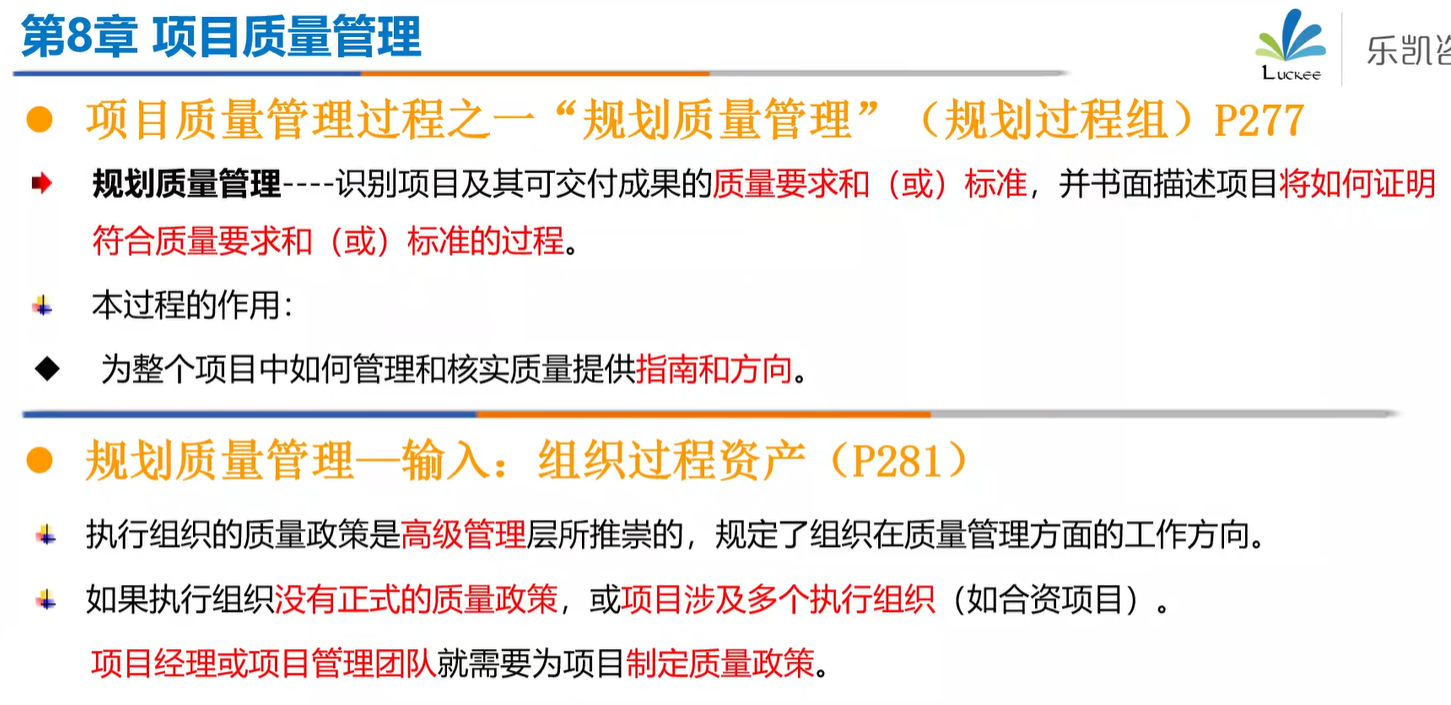 第8章 项目质量管理
Luckee
乐凯咨
项目质量管理过程之一“规划质量管理”（规划过程组）P277
规划质量管理----识别项目及其可交付成果的质量要求和（或）标准，并书面描述项目将如何证明
符合质量要求和（或）标准的过程。
本过程的作用：
为整个项目中如何管理和核实质量提供指南和方向。
规划质量管理—输入：组织过程资产（P281）
执行组织的质量政策是高级管理层所推崇的，规定了组织在质量管理方面的工作方向。
如果执行组织没有正式的质量政策，或项目涉及多个执行组织（如合资项目）。
项目经理或项目管理团队就需要为项目制定质量政策。